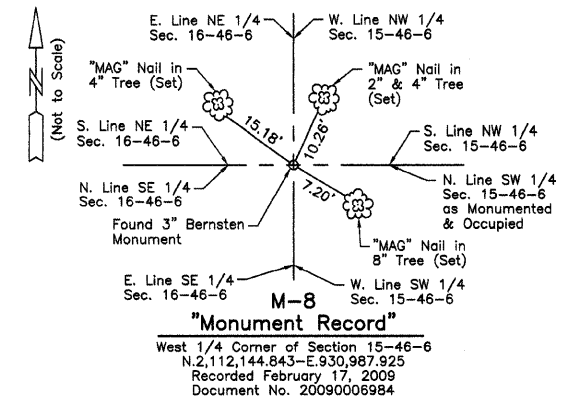 E. Line NE 1/4
Sec. 16-46-6
W. Line NW 1/4
Sec. 15-46-6
N
(Not to Scale)
"MAG" Nail in
4" Tree (Set)
"MAG" Nail in
2" & 4" Tree
(Set)
15.18'
10.26'
S. Line NE 1/4
Sec. 16-46-6
S. Line NW 1/4
Sec. 15-46-6
N. Line SE 1/4
Sec. 16-46-6
7.20'
N. Line SW 1/4
Sec. 15-46-6
as Monumented
& Occupied
Found 3" Bernsten
Monument
"MAG" Nail in
8" Tree (Set)
E. Line SE 1/4
Sec. 16-46-6
W. Line SW 1/4
Sec. 15-46-6
M-8
"Monument Record"
West 1/4 Corner of Section 15-46-6
N.2,112,144.843-E.930,987.925
Recorded February 17, 2009
Document No. 20090006984